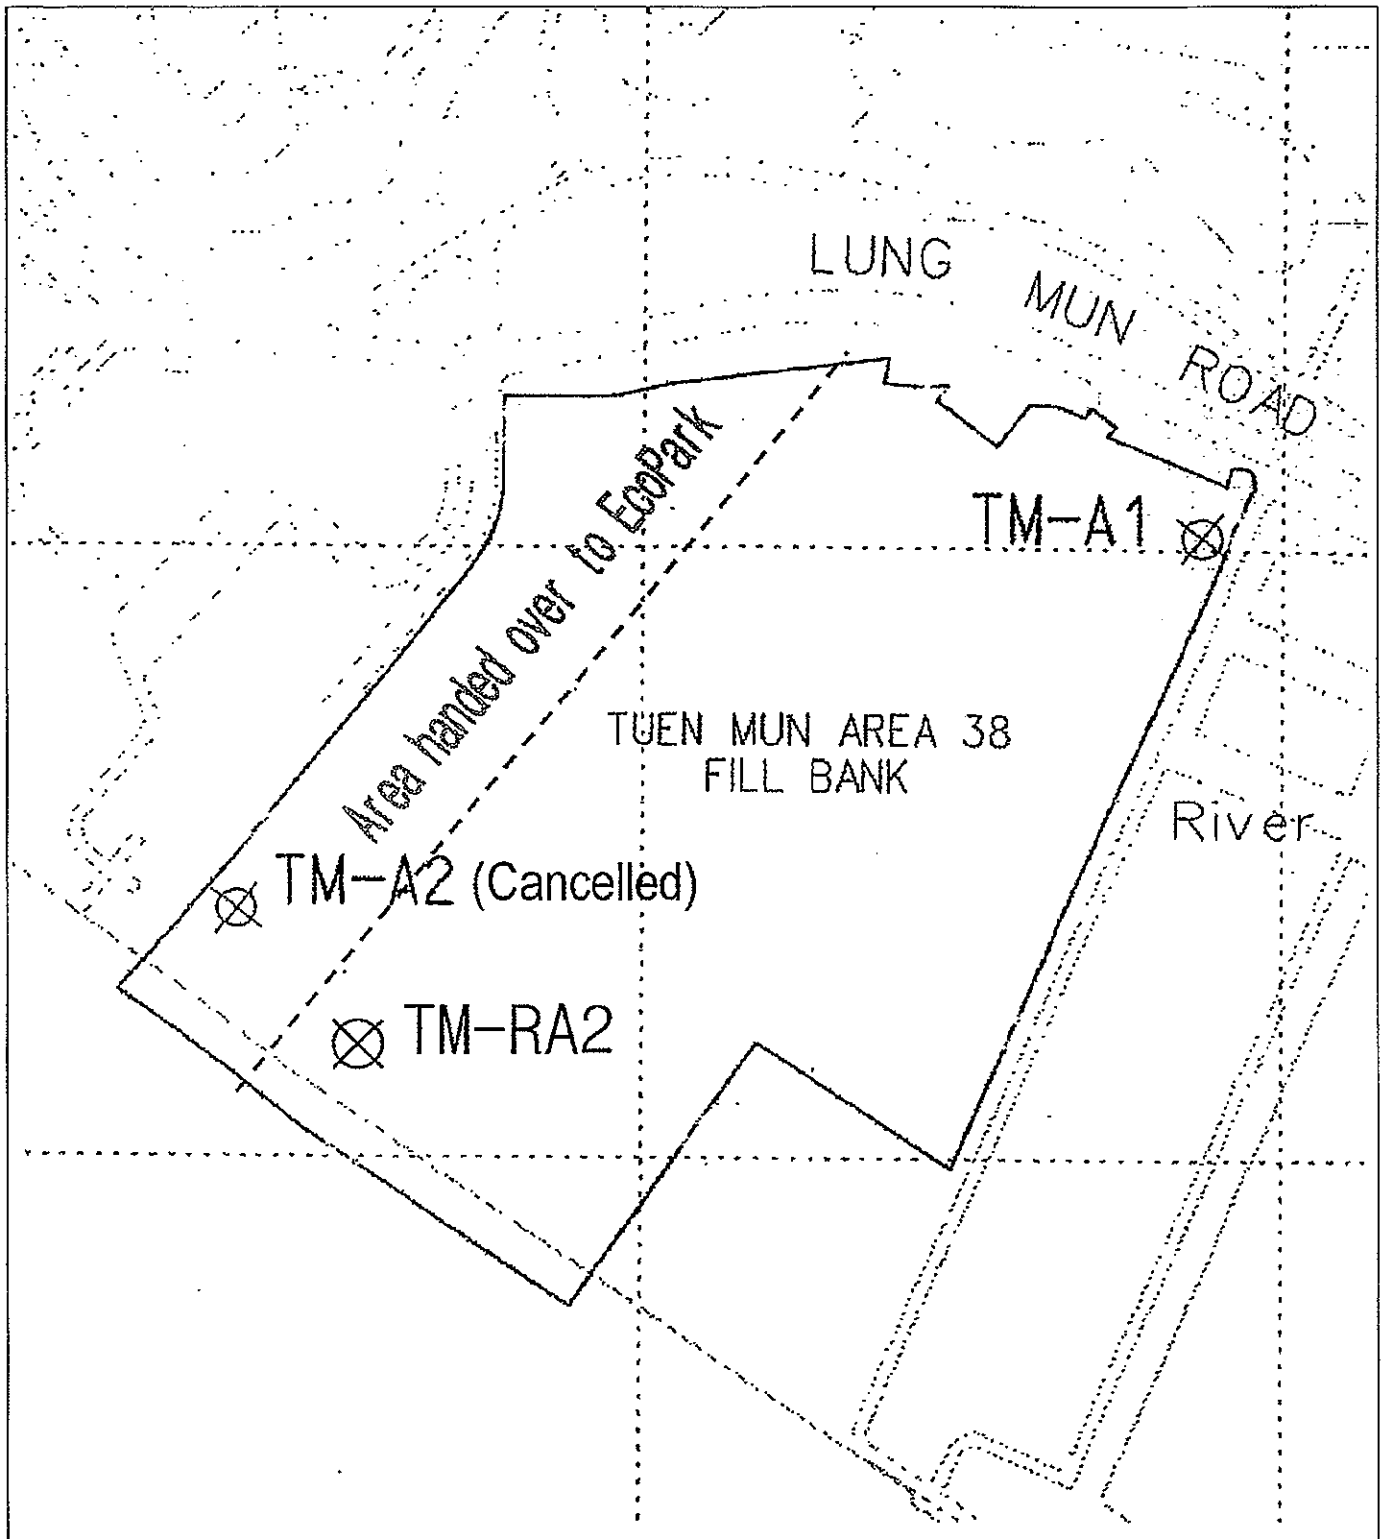 LUNG MUN ROAD
Area handed over to EcoPark
TM-A1
TUEN MUN AREA 38
FILL BANK
River
TM-A2 (Cancelled)
TM-RA2